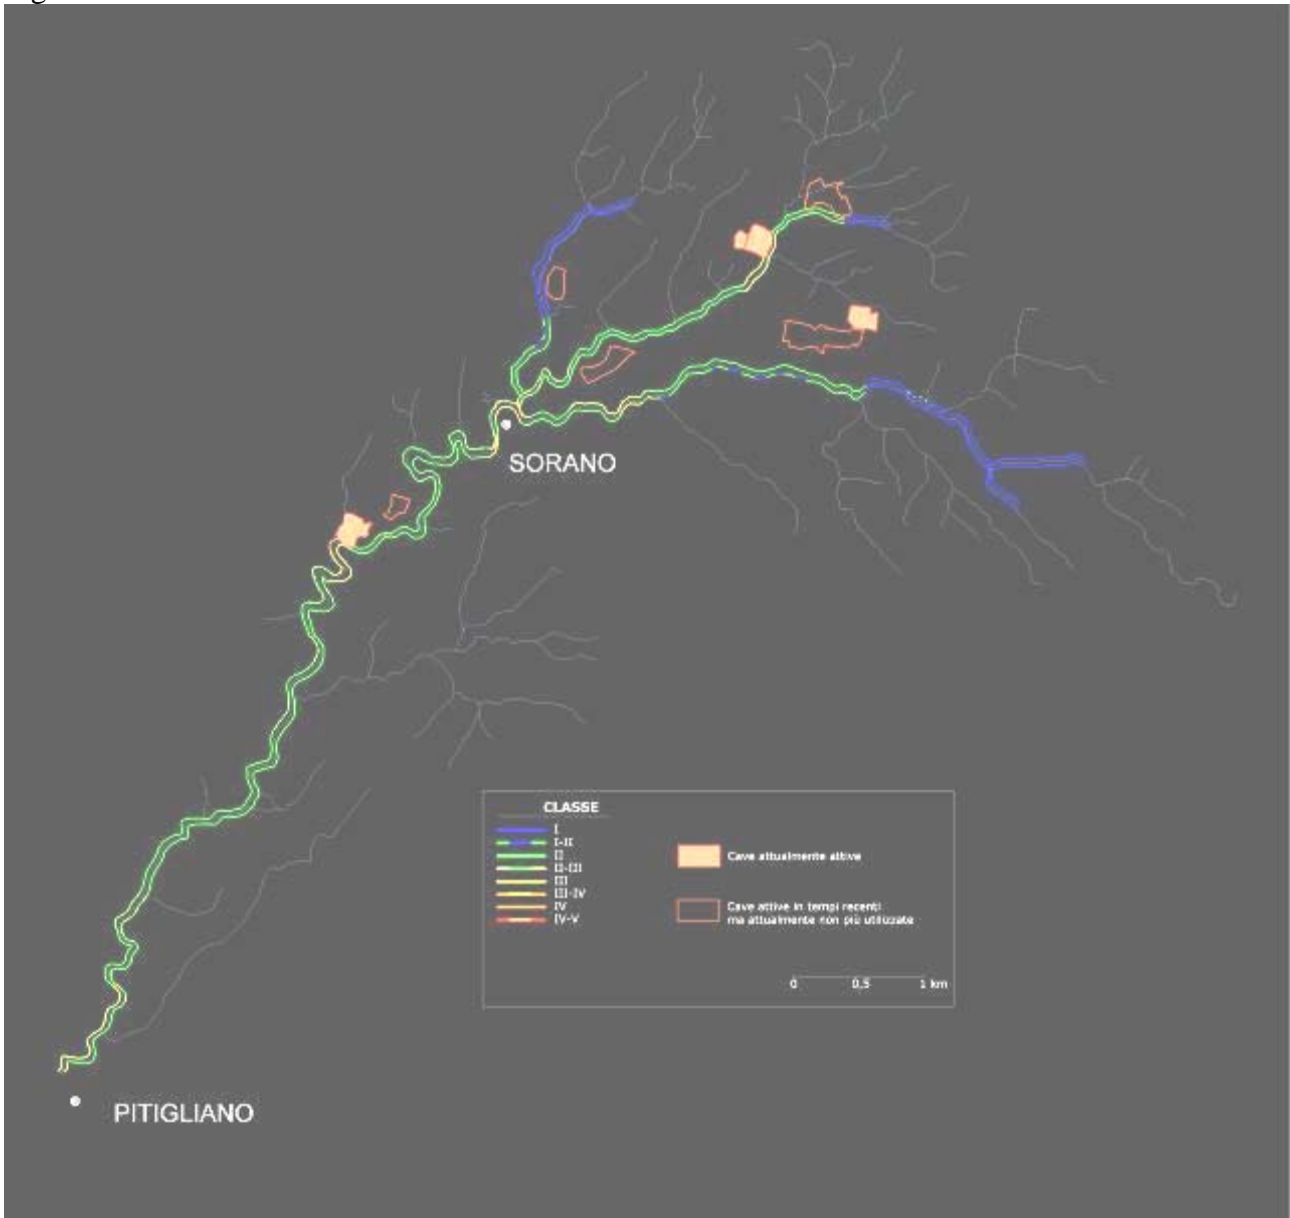 SORANO
CLASSE
I
I-II
II
II-III
III
III-IV
IV
IV-V
Cave attualmente attive
Cave attive in tempi recenti
ma attualmente non più utilizzate
0 0,5 1 km
PITIGLIANO